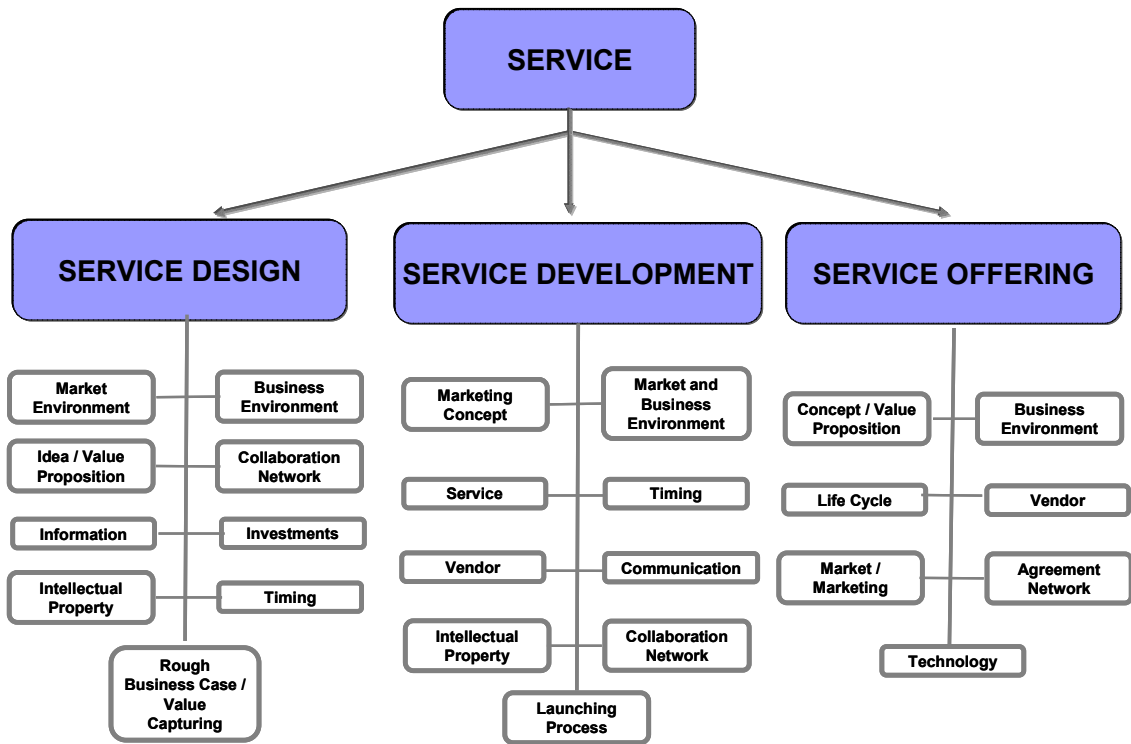 SERVICE
SERVICE DESIGN
SERVICE DEVELOPMENT
SERVICE OFFERING
Market
Environment
Business
Environment
Idea / Value
Proposition
Collaboration
Network
Information
Investments
Intellectual
Property
Timing
Rough
Business Case /
Value
Capturing
Marketing
Concept
Market and
Business
Environment
Service
Timing
Vendor
Communication
Intellectual
Property
Collaboration
Network
Launching
Process
Concept / Value
Proposition
Business
Environment
Life Cycle
Vendor
Market /
Marketing
Agreement
Network
Technology